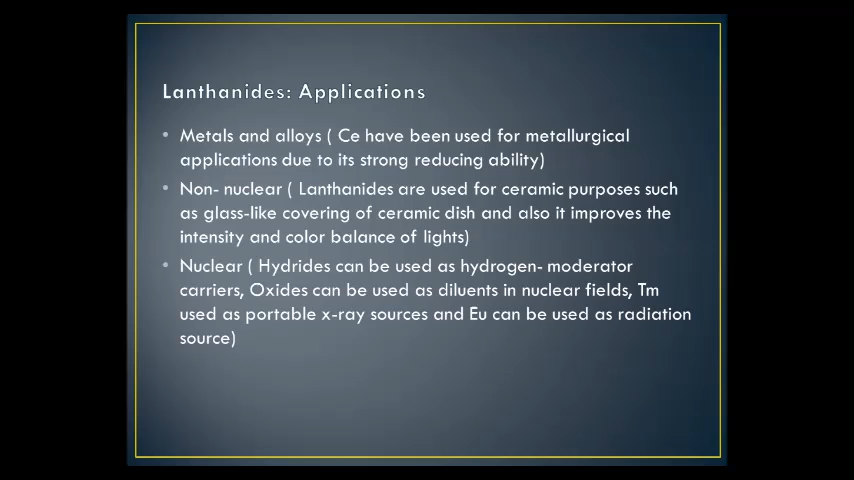 Lanthanides: Applications
• Metals and alloys ( Ce have been used for metallurgical
applications due to its strong reducing ability)
• Non- nuclear ( Lanthanides are used for ceramic purposes such
as glass-like covering of ceramic dish and also it improves the
intensity and color balance of lights)
• Nuclear ( Hydrides can be used as hydrogen- moderator
carriers, Oxides can be used as diluents in nuclear fields, Tm
used as portable x-ray sources and Eu can be used as radiation
source)